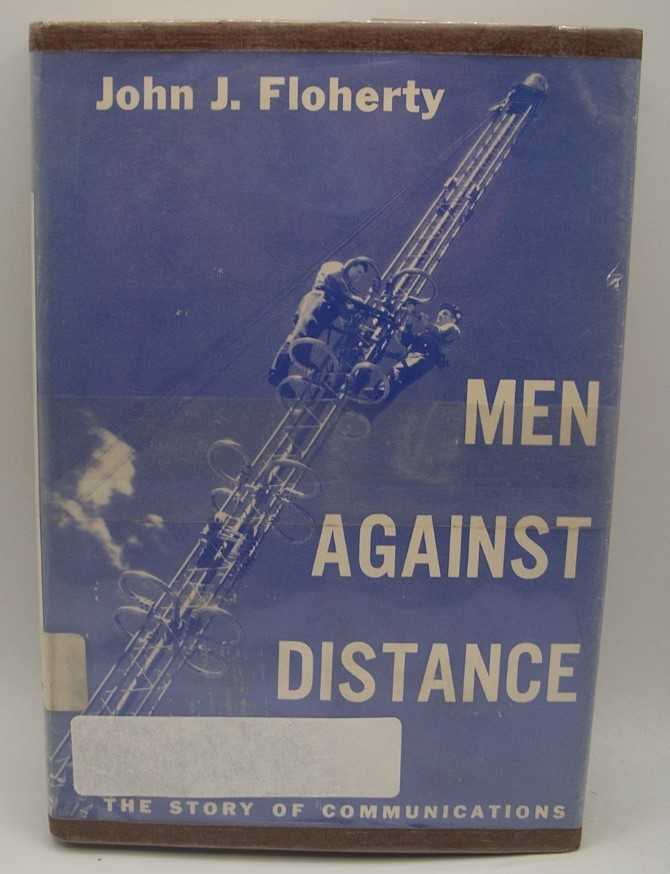 John J. Floherty
MEN
AGAINST
DISTANCE
THE STORY OF COMMUNICATIONS